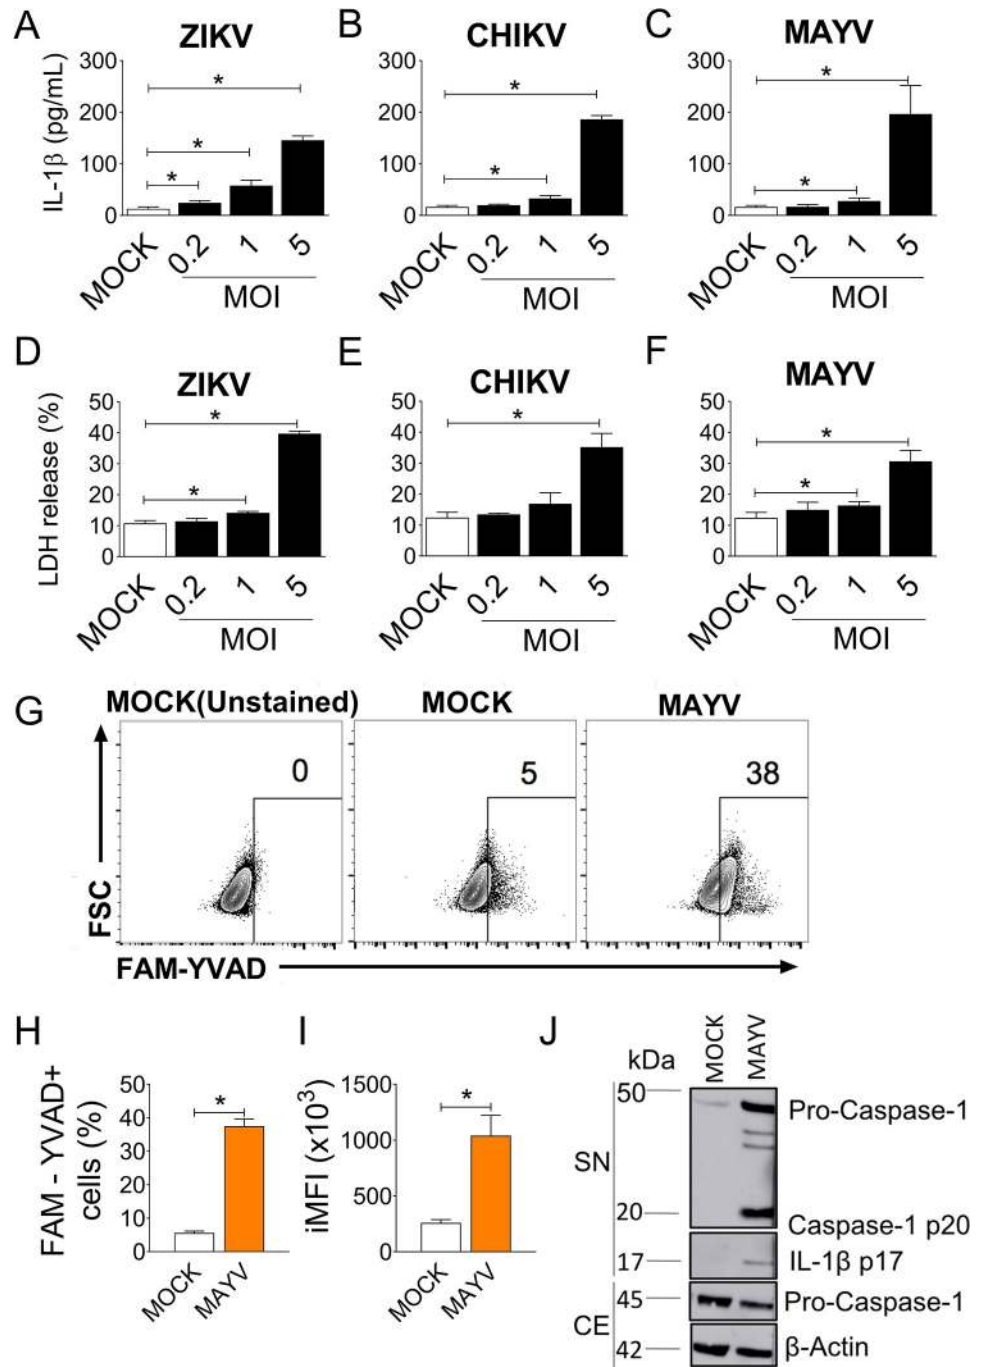 A
ZIKV
B
CHIKV
C
MAYV
IL-1β (pg/mL)
300
200
100
0
MOCK
0.2
1
5
MOI
*
*
*
300
200
100
0
MOCK
0.2
1
5
MOI
*
*
300
200
100
0
MOCK
0.2
1
5
MOI
*
*
D
ZIKV
E
CHIKV
F
MAYV
LDH release (%)
50
40
30
20
10
0
MOCK
0.2
1
5
MOI
*
*
50
40
30
20
10
0
MOCK
0.2
1
5
MOI
*
50
40
30
20
10
0
MOCK
0.2
1
5
MOI
*
*
G
MOCK(Unstained)
MOCK
MAYV
0
5
38
FSC
FAM-YVAD
H
FAM - YVAD+
cells (%)
50
40
30
20
10
0
*
MOCK
MAYV
I
iMFI (x10³)
1500
1000
500
0
*
MOCK
MAYV
J
kDa
MOCK
MAYV
50
Pro-Caspase-1
SN
20
Caspase-1 p20
17
IL-1β p17
45
Pro-Caspase-1
CE
42
β-Actin